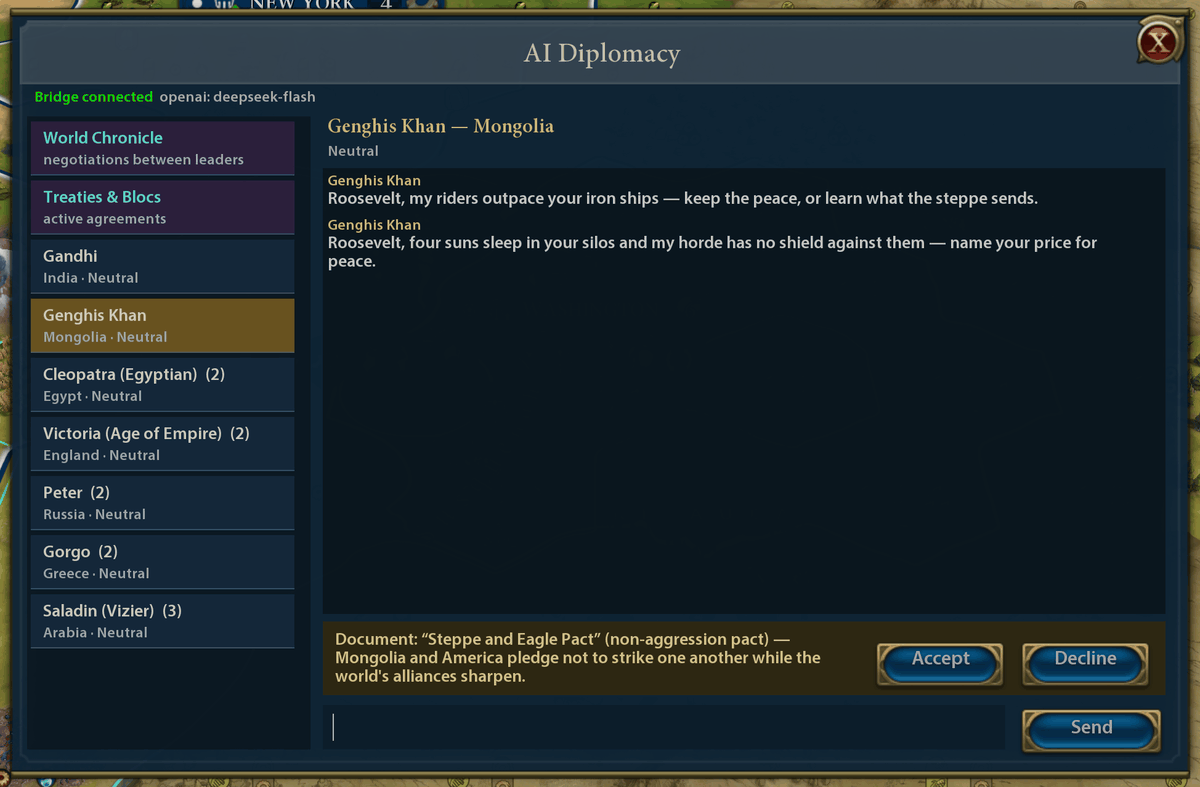 NEW YORK 4
AI Diplomacy
X
Bridge connected openai: deepseek-flash
World Chronicle
negotiations between leaders
Treaties & Blocs
active agreements
Gandhi
India · Neutral
Genghis Khan
Mongolia · Neutral
Cleopatra (Egyptian) (2)
Egypt · Neutral
Victoria (Age of Empire) (2)
England · Neutral
Peter (2)
Russia · Neutral
Gorgo (2)
Greece · Neutral
Saladin (Vizier) (3)
Arabia · Neutral
Genghis Khan — Mongolia
Neutral
Genghis Khan
Roosevelt, my riders outpace your iron ships — keep the peace, or learn what the steppe sends.
Genghis Khan
Roosevelt, four suns sleep in your silos and my horde has no shield against them — name your price for
peace.
Document: “Steppe and Eagle Pact” (non-aggression pact) —
Mongolia and America pledge not to strike one another while the
world's alliances sharpen.
Accept
Decline
Send